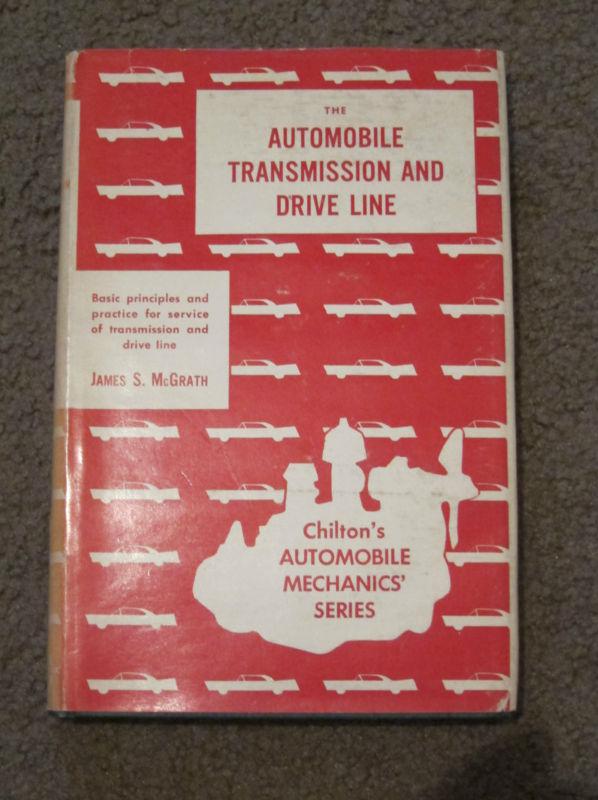 THE
AUTOMOBILE
TRANSMISSION AND
DRIVE LINE
Basic principles and
practice for service
of transmission and
drive line
JAMES S. McGRATH
Chilton's
AUTOMOBILE
MECHANICS'
SERIES